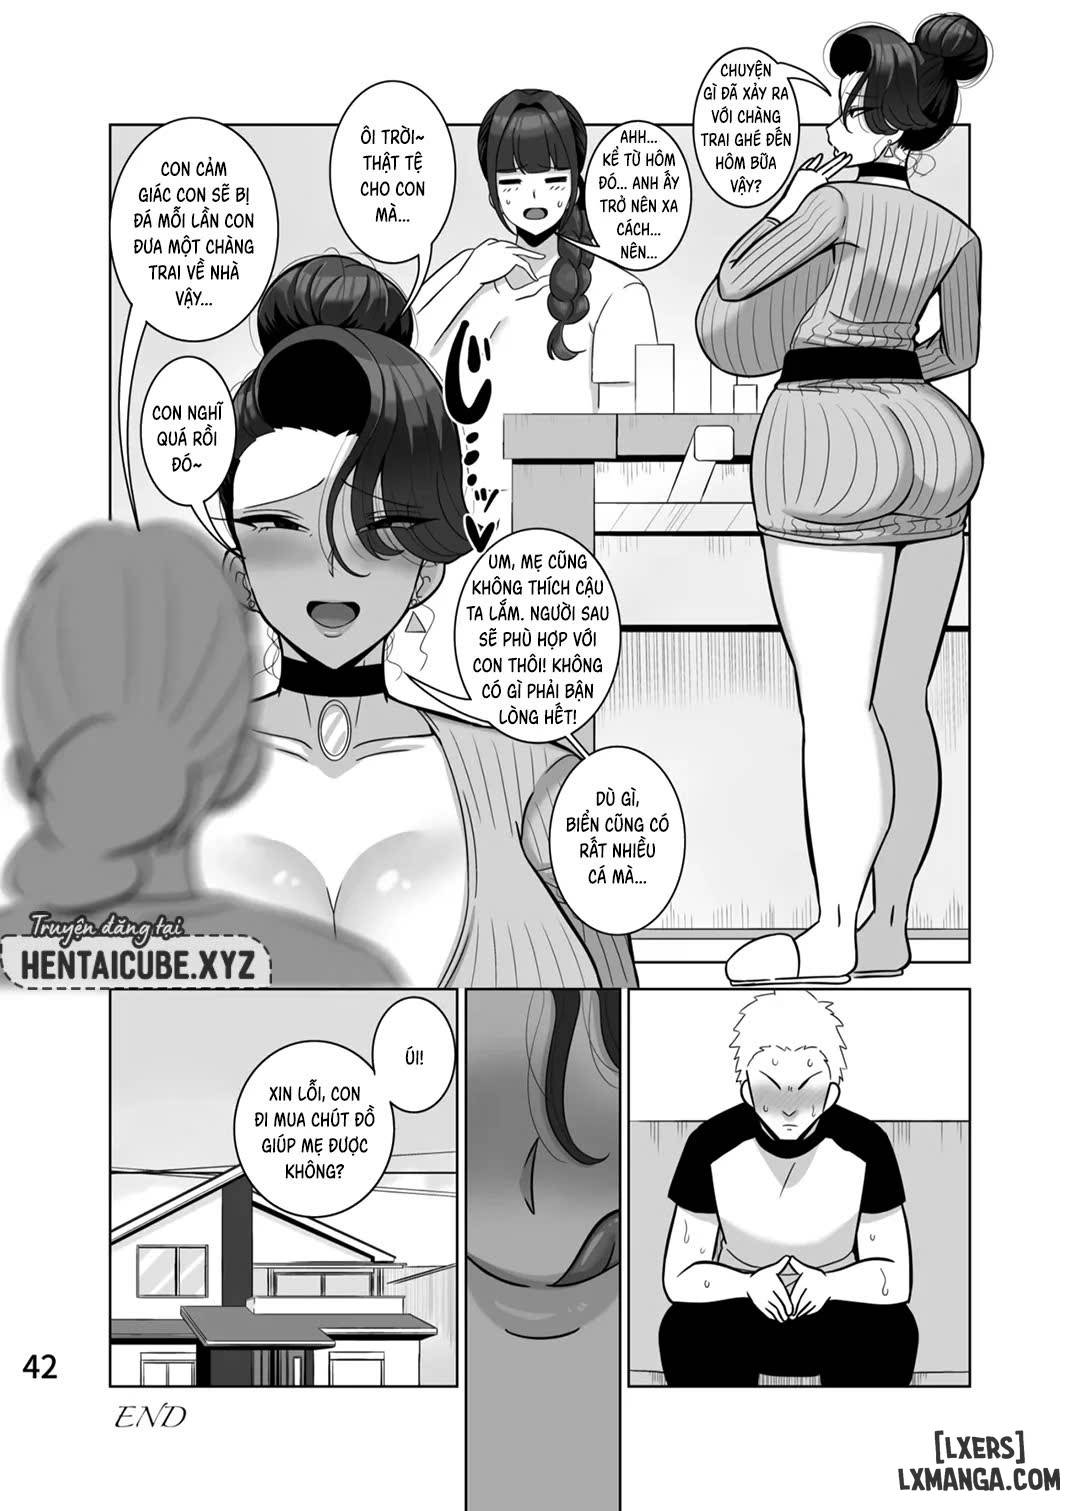 CHUYỆN
GÌ ĐÃ XẢY RA
VỚI CHÀNG
TRAI GHÉ ĐẾN
HÔM BỮA
VẬY?
AHH...
KỂ TỪ HÔM
ĐÓ... ANH ẤY
TRỞ NÊN XA
CÁCH...
NÊN...
ÔI TRỜI~
THẬT TỆ
CHO CON
MÀ...
CON CẢM
GIÁC CON SẼ BỊ
ĐÁ MỖI LẦN CON
ĐƯA MỘT CHÀNG
TRAI VỀ NHÀ
VẬY...
CON NGHĨ
QUÁ RỒI
ĐÓ~
じ…ッ♥
UM, MẸ CŨNG
KHÔNG THÍCH CẬU
TA LẮM. NGƯỜI SAU
SẼ PHÙ HỢP VỚI
CON THÔI! KHÔNG
CÓ GÌ PHẢI BẬN
LÒNG HẾT!
DÙ GÌ,
BIỂN CŨNG CÓ
RẤT NHIỀU
CÁ MÀ...
Truyện đăng tại
HENTAICUBE.XYZ
ÚI!
XIN LỖI, CON
ĐI MUA CHÚT ĐỒ
GIÚP MẸ ĐƯỢC
KHÔNG?
42
END
[LXERS]
LXMANGA.COM